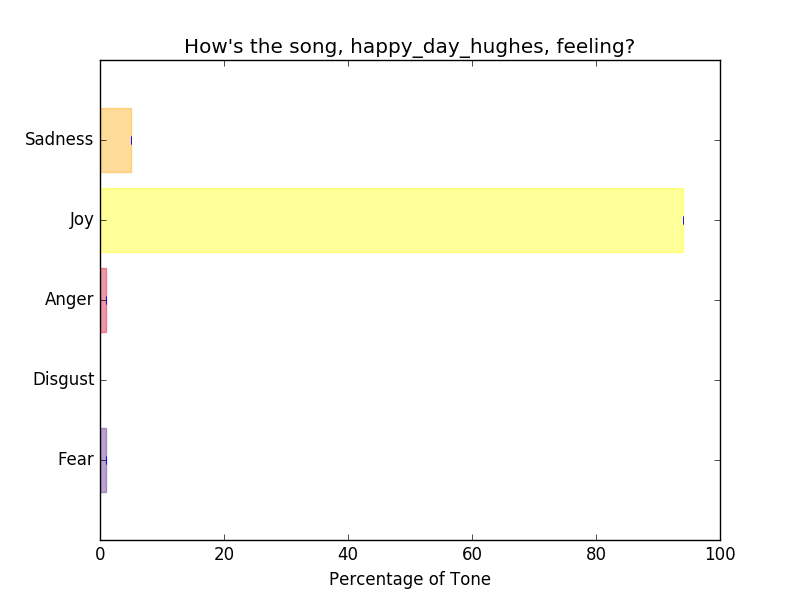 How's the song, happy_day_hughes, feeling?
Sadness
Joy
Anger
Disgust
Fear
0 20 40 60 80 100
Percentage of Tone